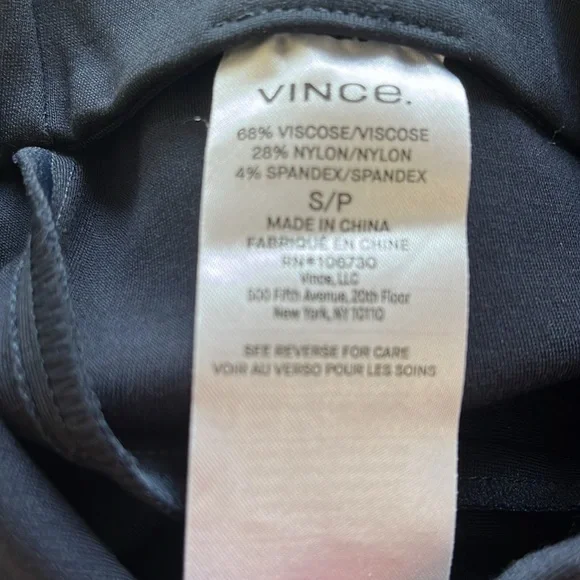 VINCE.
68% VISCOSE/VISCOSE
28% NYLON/NYLON
4% SPANDEX/SPANDEX
S/P
MADE IN CHINA
FABRIQUÉ EN CHINE
RN#106730
Vince, LLC
500 Fifth Avenue, 20th Floor
New York, NY 10110
SEE REVERSE FOR CARE
VOIR AU VERSO POUR LES SOINS